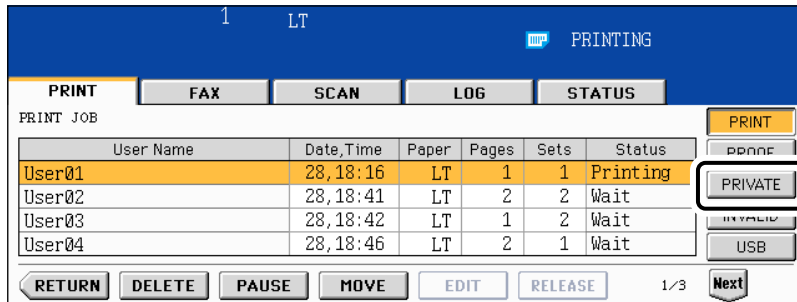 1 LT
PRINTING
PRINT FAX SCAN LOG STATUS
PRINT JOB
PRINT
User Name Date,Time Paper Pages Sets Status
PROOF
User01 28,18:16 LT 1 1 Printing
PRIVATE
User02 28,18:41 LT 2 2 Wait
User03 28,18:42 LT 1 2 Wait
INVALID
User04 28,18:46 LT 2 1 Wait
USB
RETURN DELETE PAUSE MOVE EDIT RELEASE 1/3 Next